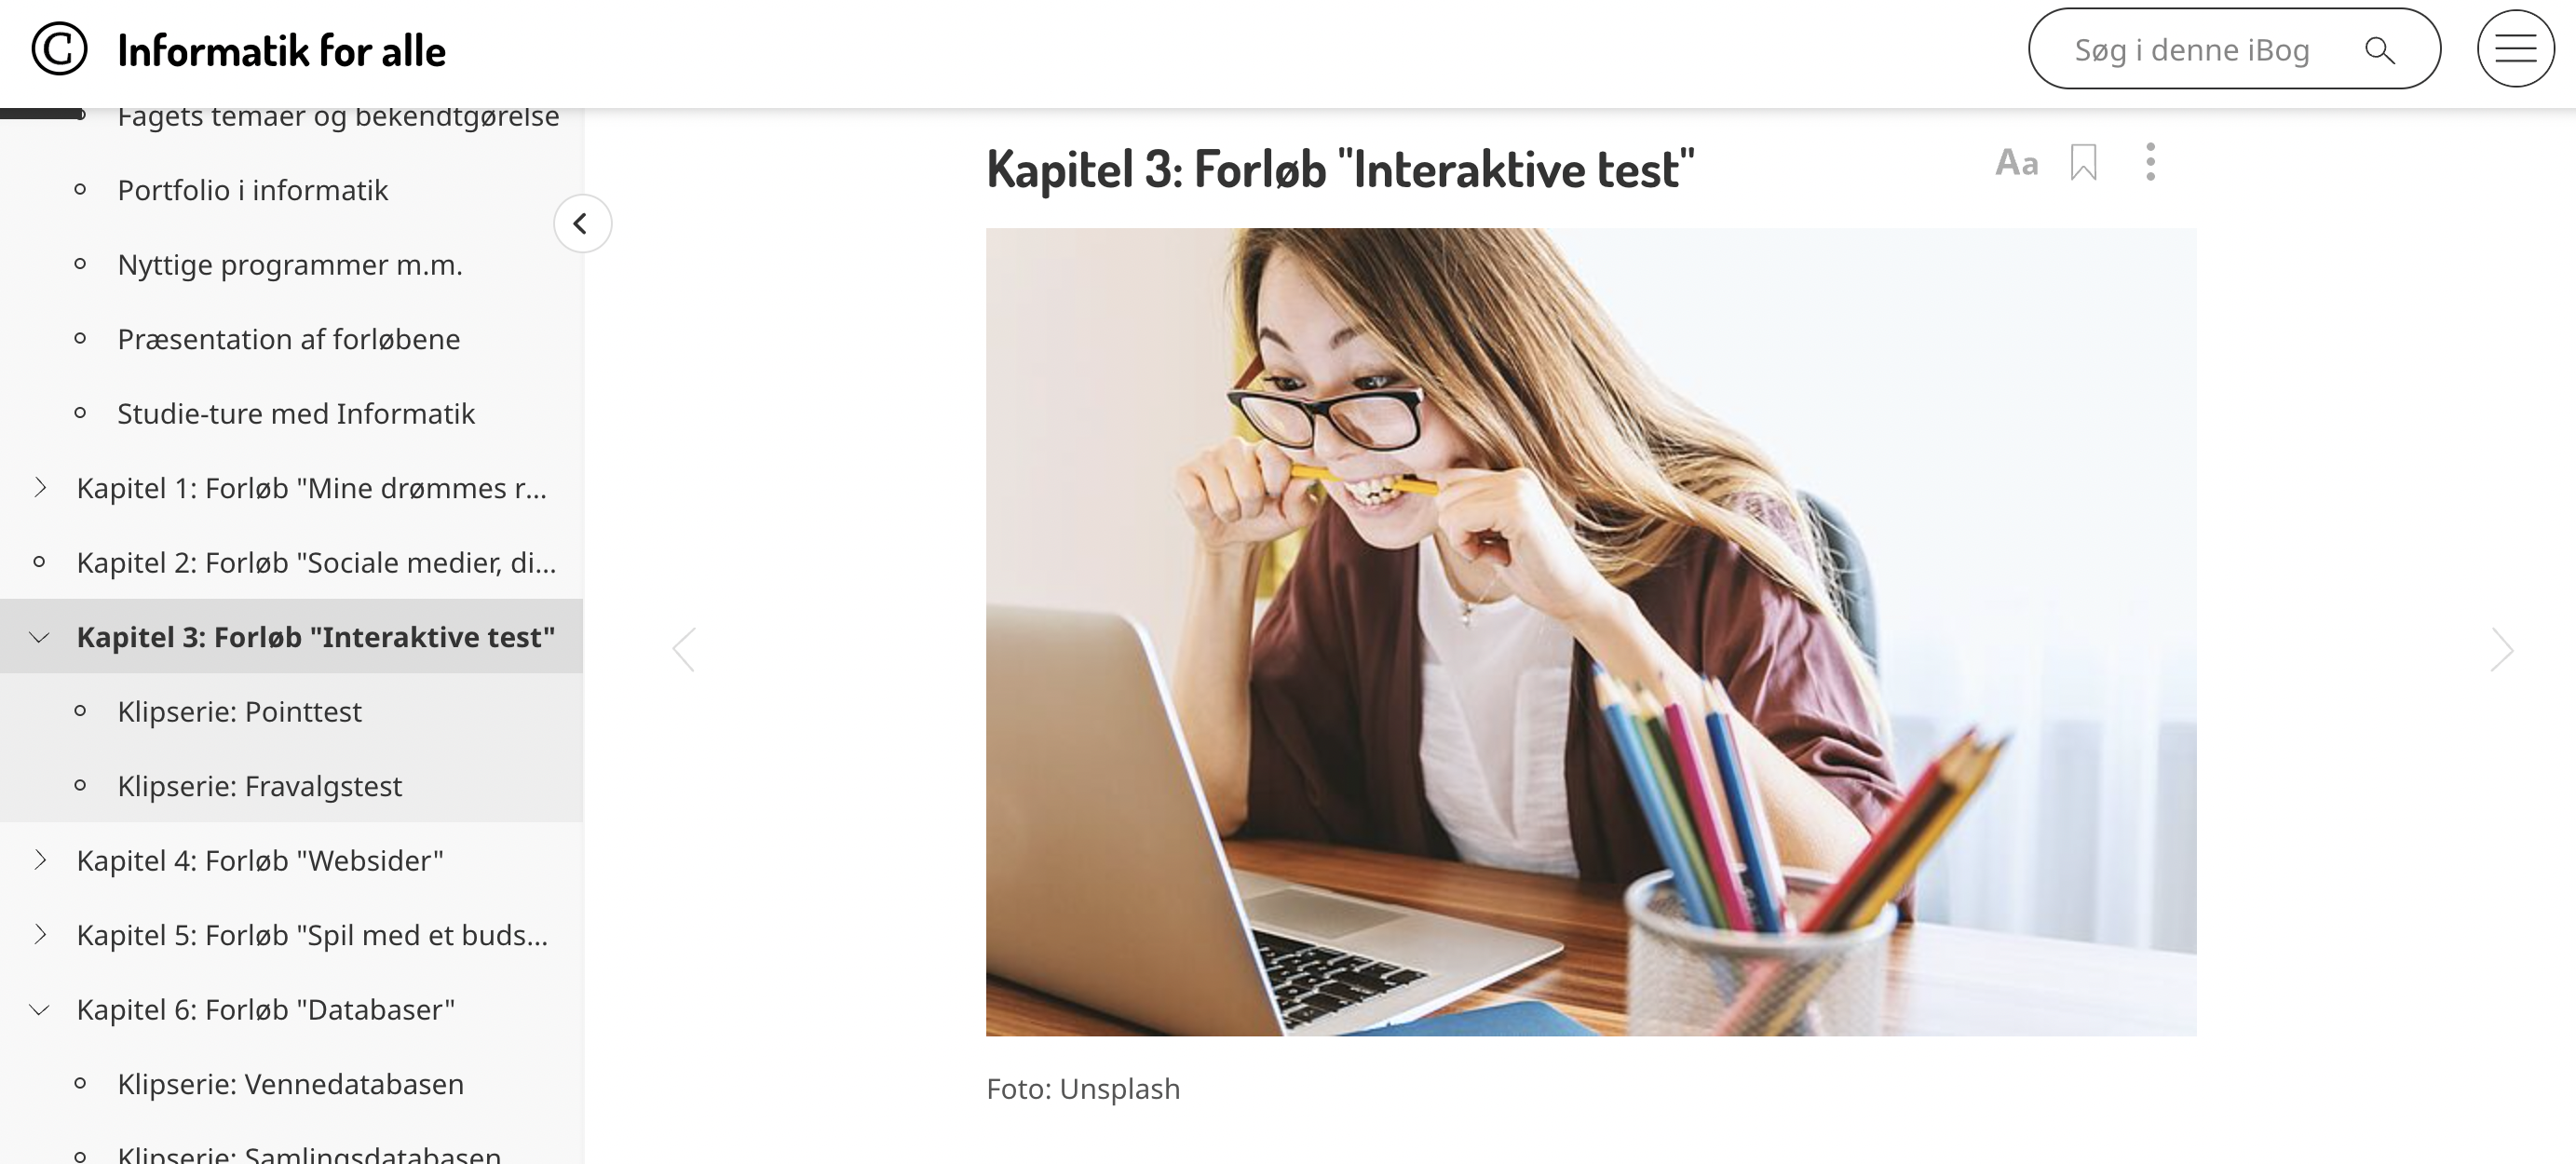 © Informatik for alle
Søg i denne iBog
Fagets temaer og bekendtgørelse
Portfolio i informatik
Nyttige programmer m.m.
Præsentation af forløbene
Studie-ture med Informatik
Kapitel 1: Forløb "Mine drømmes r...
Kapitel 2: Forløb "Sociale medier, di...
Kapitel 3: Forløb "Interaktive test"
Klipserie: Pointtest
Klipserie: Fravalgstest
Kapitel 4: Forløb "Websider"
Kapitel 5: Forløb "Spil med et buds...
Kapitel 6: Forløb "Databaser"
Klipserie: Vennedatabasen
Klipserie: Samlingsdatabasen
Kapitel 3: Forløb "Interaktive test"
Aa
Foto: Unsplash